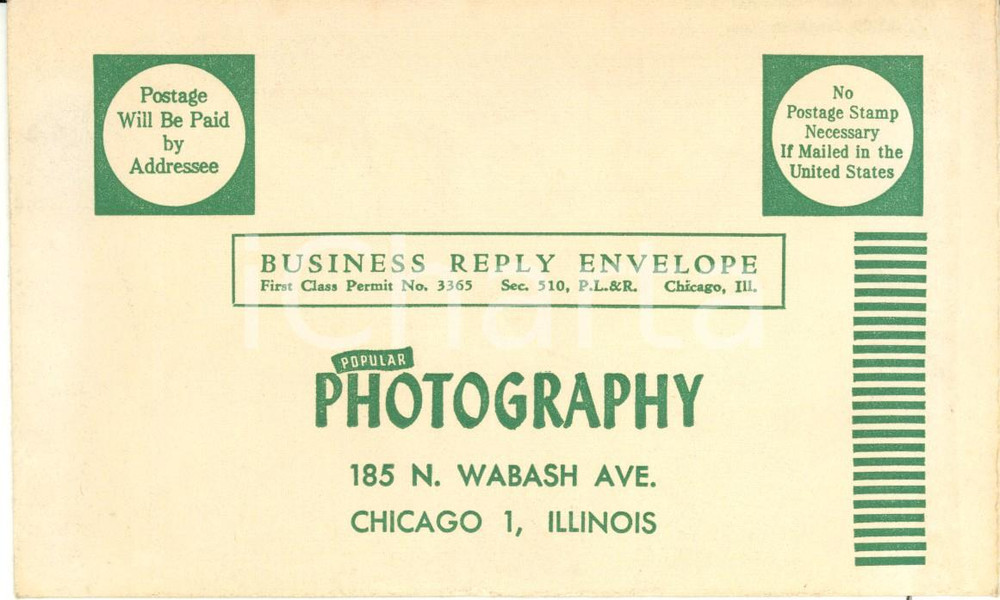 Postage
Will Be Paid
by
Addressee
No
Postage Stamp
Necessary
If Mailed in the
United States
BUSINESS REPLY ENVELOPE
First Class Permit No. 3365 Sec. 510, P.L.&R. Chicago, Ill.
iCharta
POPULAR
PHOTOGRAPHY
185 N. WABASH AVE.
CHICAGO 1, ILLINOIS